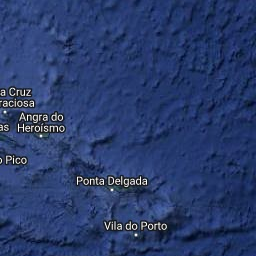 a Cruz
raciosa
Angra do
Heroísmo
as
o Pico
Ponta Delgada
Vila do Porto